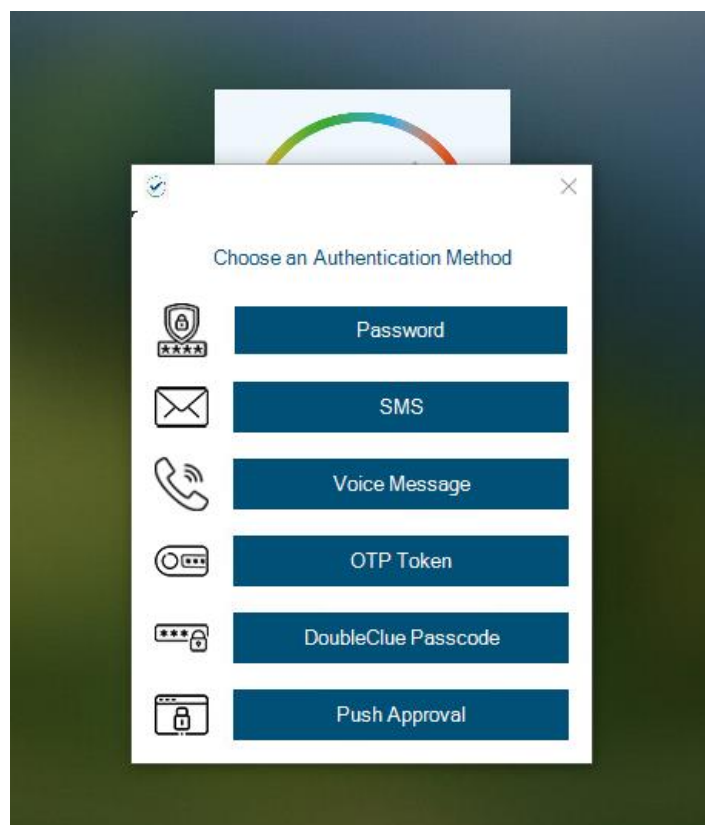 Choose an Authentication Method
Password
SMS
Voice Message
OTP Token
DoubleClue Passcode
Push Approval